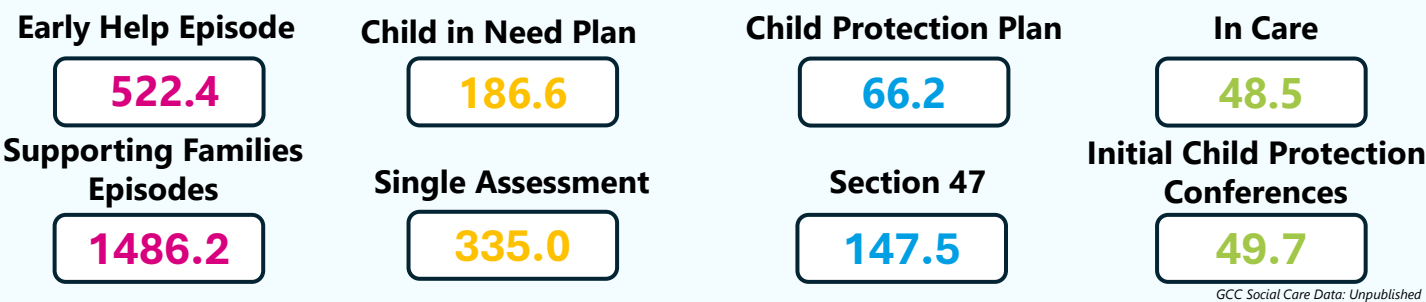 Early Help Episode
522.4
Child in Need Plan
186.6
Child Protection Plan
66.2
In Care
48.5
Supporting Families
Episodes
1486.2
Single Assessment
335.0
Section 47
147.5
Initial Child Protection
Conferences
49.7
GCC Social Care Data: Unpublished